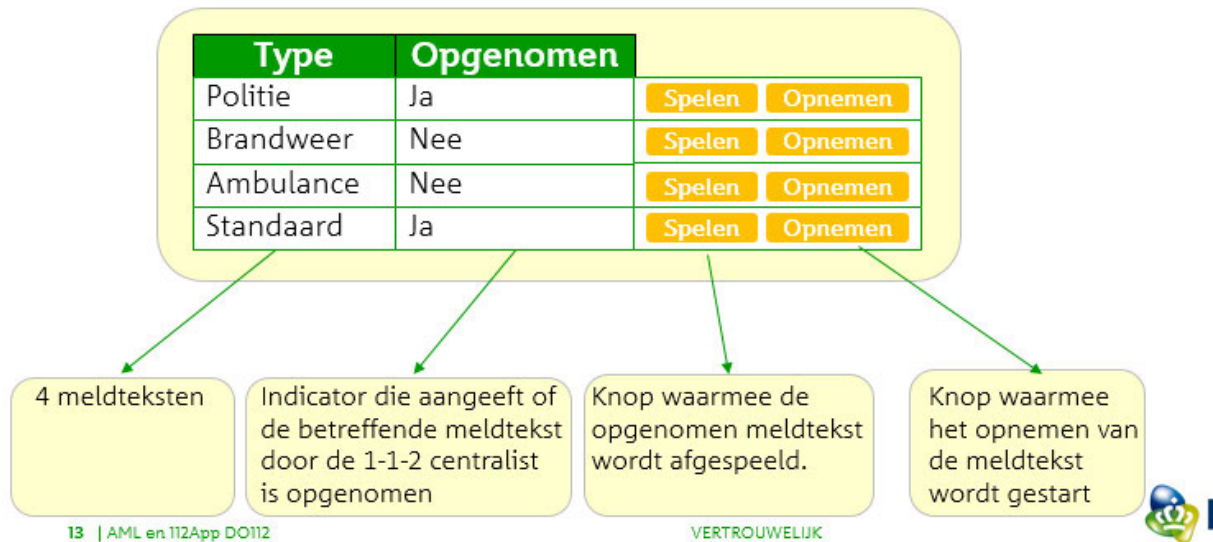 Type Opgenomen
Politie Ja Spelen Opnemen
Brandweer Nee Spelen Opnemen
Ambulance Nee Spelen Opnemen
Standaard Ja Spelen Opnemen
4 meldteksten
Indicator die aangeeft of
de betreffende meldtekst
door de 1-1-2 centralist
is opgenomen
Knop waarmee de
opgenomen meldtekst
wordt afgespeeld.
Knop waarmee
het opnemen van
de meldtekst
wordt gestart
13 | AML en 112App DO112
VERTROUWELIJK